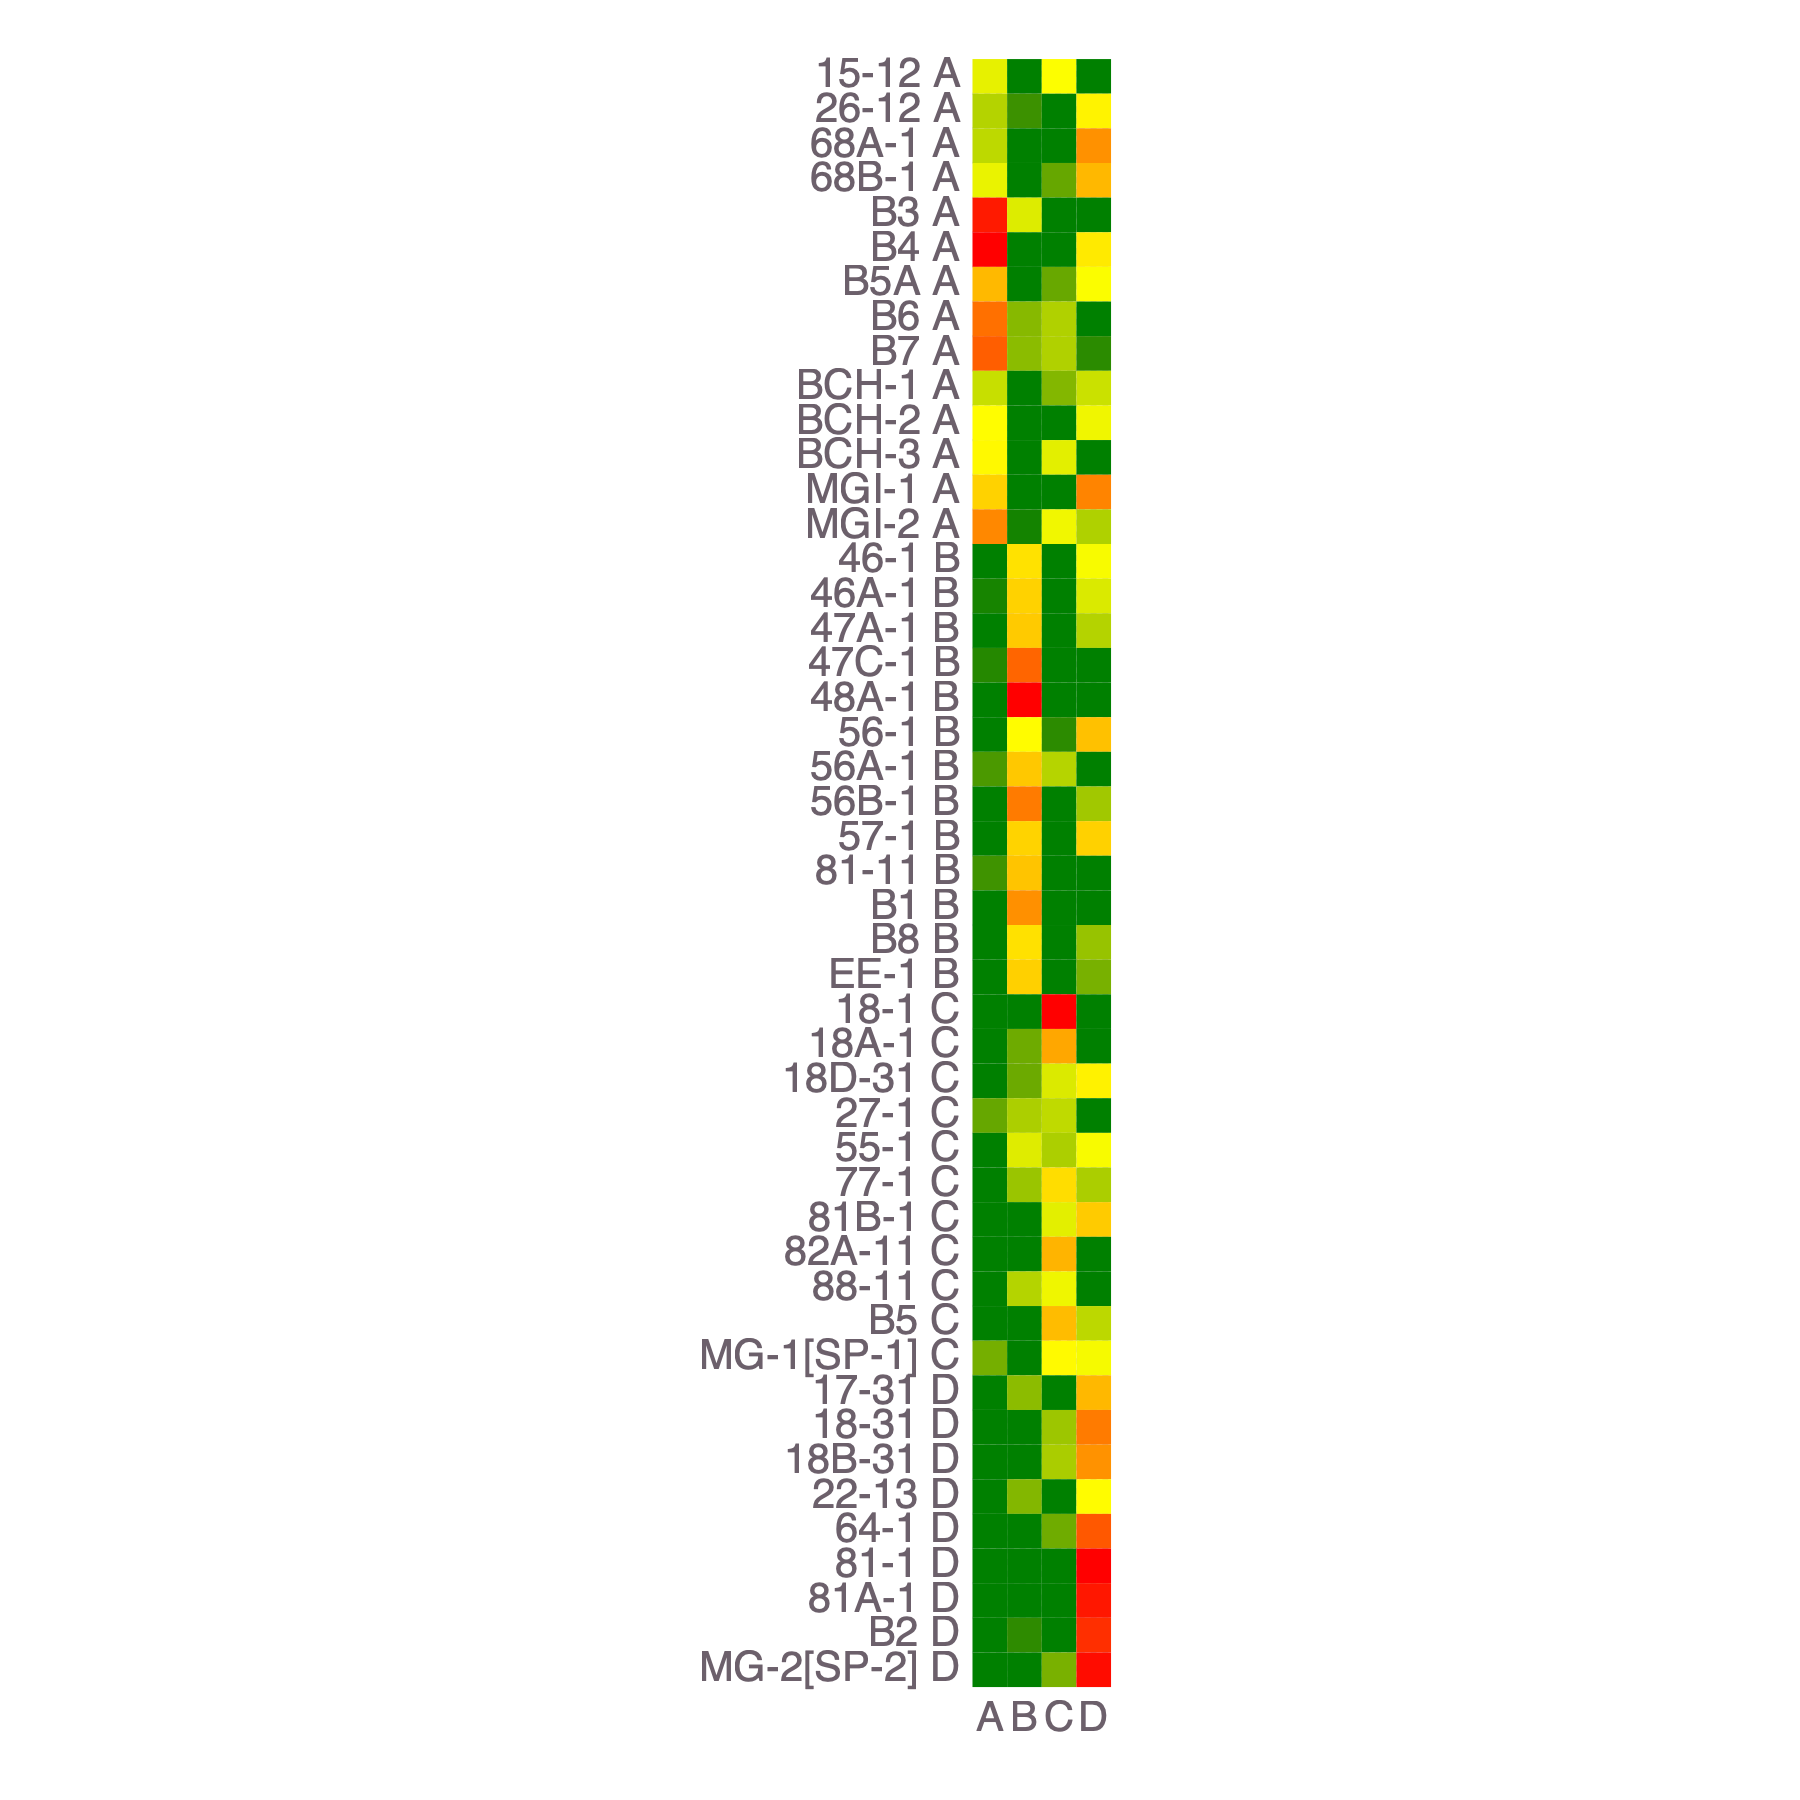 15-12 A
26-12 A
68A-1 A
68B-1 A
B3 A
B4 A
B5A A
B6 A
B7 A
BCH-1 A
BCH-2 A
BCH-3 A
MGI-1 A
MGI-2 A
46-1 B
46A-1 B
47A-1 B
47C-1 B
48A-1 B
56-1 B
56A-1 B
56B-1 B
57-1 B
81-11 B
B1 B
B8 B
EE-1 B
18-1 C
18A-1 C
18D-31 C
27-1 C
55-1 C
77-1 C
81B-1 C
82A-11 C
88-11 C
B5 C
MG-1[SP-1] C
17-31 D
18-31 D
18B-31 D
22-13 D
64-1 D
81-1 D
81A-1 D
B2 D
MG-2[SP-2] D
A B C D